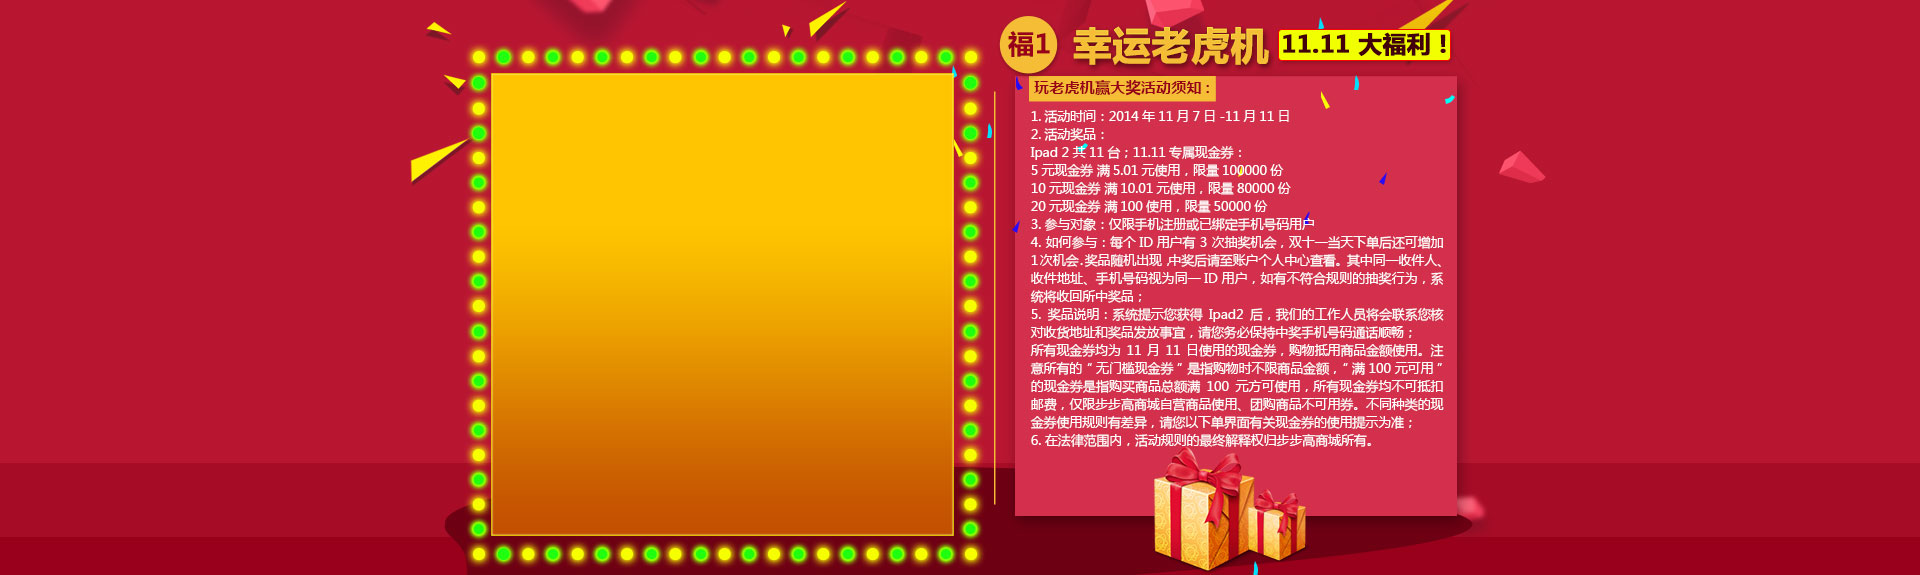 福1 幸运老虎机 11.11 大福利！
玩老虎机赢大奖活动须知：
1. 活动时间：2014 年 11 月 7 日 -11 月 11 日
2. 活动奖品：
Ipad 2 共 11 台；11.11 专属现金券：
5 元现金券 满 5.01 元使用，限量 100000 份
10 元现金券 满 10.01 元使用，限量 80000 份
20 元现金券 满 100 使用，限量 50000 份
3. 参与对象：仅限手机注册或已绑定手机号码用户
4. 如何参与：每个 ID 用户有 3 次抽奖机会，双十一当天下单后还可增加
1次机会.奖品随机出现，中奖后请至账户个人中心查看。其中同一收件人、
收件地址、手机号码视为同一 ID 用户，如有不符合规则的抽奖行为，系
统将收回所中奖品；
5. 奖品说明：系统提示您获得 Ipad2 后，我们的工作人员将会联系您核
对收货地址和奖品发放事宜，请您务必保持中奖手机号码通话顺畅；
所有现金券均为 11 月 11 日使用的现金券，购物抵用商品金额使用。注
意所有的 “ 无门槛现金券 ” 是指购物时不限商品金额，“ 满 100 元可用 ”
的现金券是指购买商品总额满 100 元方可使用，所有现金券均不可抵扣
邮费，仅限步步高商城自营商品使用、团购商品不可用券。不同种类的现
金券使用规则有差异，请您以下单界面有关现金券的使用提示为准；
6. 在法律范围内，活动规则的最终解释权归步步高商城所有。